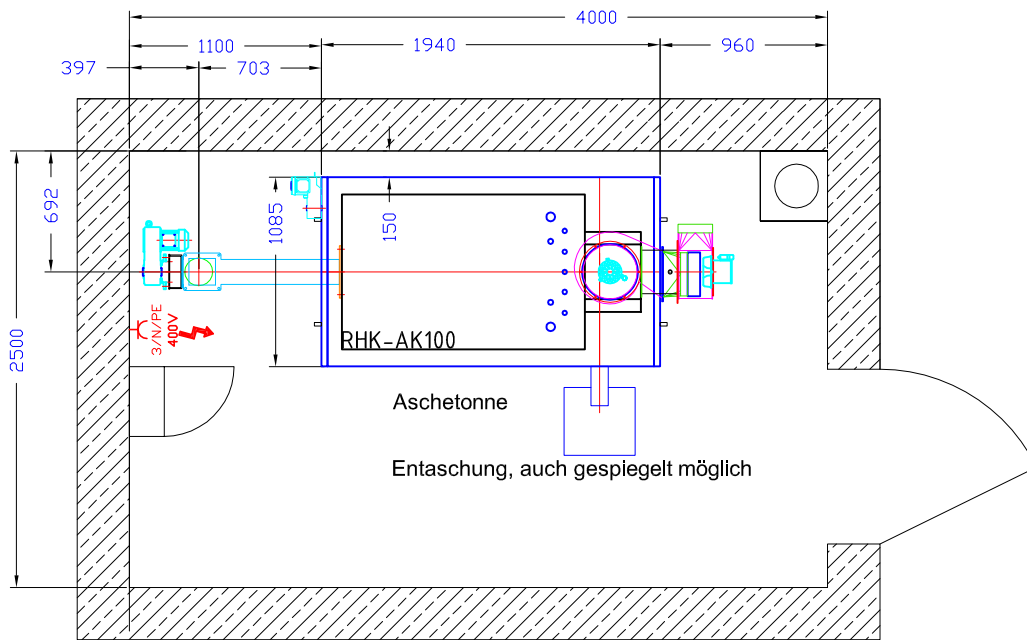 4000
1100
1940
960
397
703
692
1085
150
2500
3/N/PE
400V
RHK-AK100
Aschetonne
Entaschung, auch gespiegelt möglich